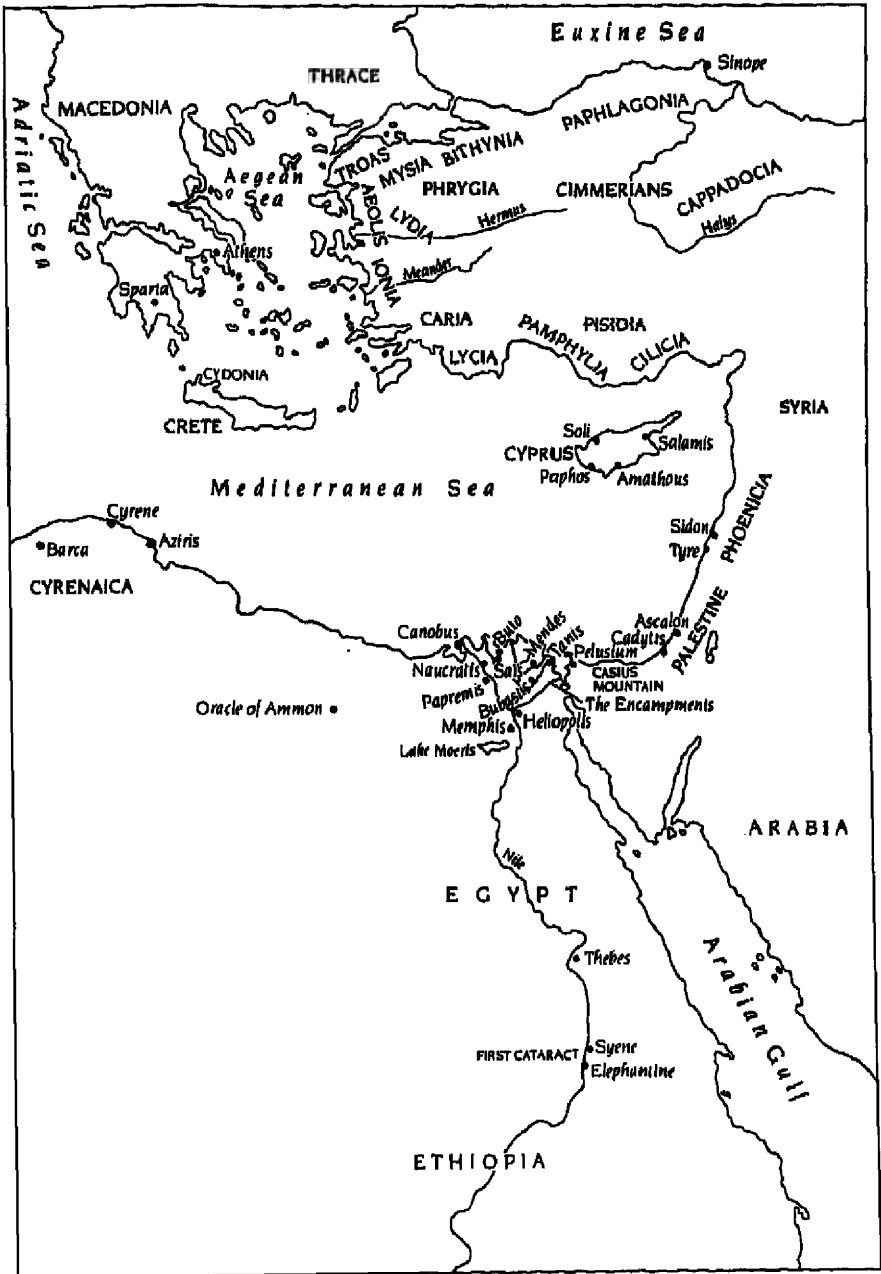 Euxine Sea
Sinope
THRACE
Adriatic Sea
MACEDONIA
PAPHLAGONIA
BITHYNIA
TROAS
MYSIA
Aegean
Sea
PHRYGIA
CIMMERIANS
CAPPADOCIA
AEOLIS
LYDIA
Hermus
Halys
Athens
IONIA
Meander
Sparta
CARIA
PISIDIA
PAMPHYLIA
LYCIA
CILICIA
CYDONIA
CRETE
SYRIA
Soli
Salamis
CYPRUS
Paphos
Amathous
Mediterranean Sea
Cyrene
Aziris
Barca
CYRENAICA
Sidon
Tyre
PHOENICIA
PALESTINE
Ascalon
Cadytis
Canobus
Buto
Mendes
Tanis
Pelusium
Naucratis
Sais
CASIUS
MOUNTAIN
Papremis
Bubastis
The Encampments
Oracle of Ammon
Heliopolis
Memphis
Lake Moeris
ARABIA
Nile
EGYPT
Thebes
Arabian Gulf
FIRST CATARACT
Syene
Elephantine
ETHIOPIA